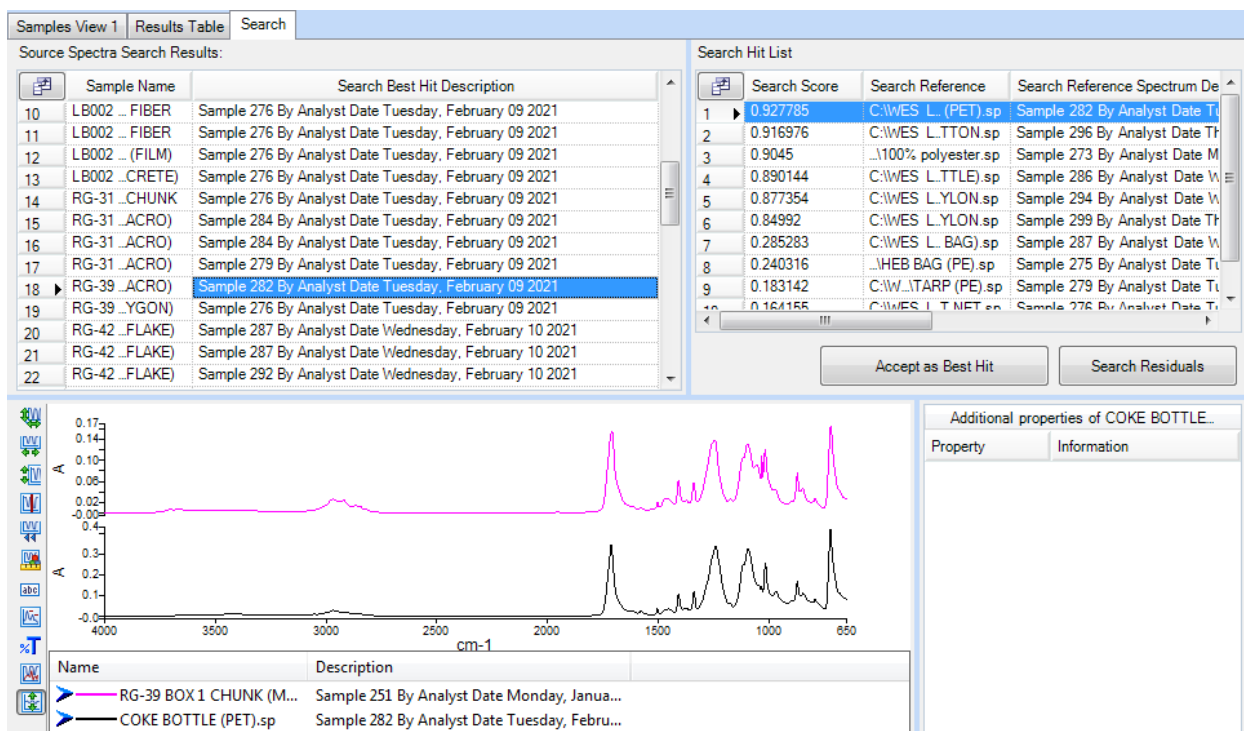 Samples View 1 Results Table Search
Source Spectra Search Results:
Sample Name Search Best Hit Description
10 LB002 ... FIBER Sample 276 By Analyst Date Tuesday, February 09 2021
11 LB002 ... FIBER Sample 276 By Analyst Date Tuesday, February 09 2021
12 LB002 ... (FILM) Sample 276 By Analyst Date Tuesday, February 09 2021
13 LB002 ...CRETE) Sample 276 By Analyst Date Tuesday, February 09 2021
14 RG-31 ...CHUNK Sample 276 By Analyst Date Tuesday, February 09 2021
15 RG-31 ...ACRO) Sample 284 By Analyst Date Tuesday, February 09 2021
16 RG-31 ...ACRO) Sample 284 By Analyst Date Tuesday, February 09 2021
17 RG-31 ...ACRO) Sample 279 By Analyst Date Tuesday, February 09 2021
18 RG-39 ...ACRO) Sample 282 By Analyst Date Tuesday, February 09 2021
19 RG-39 ...YGON) Sample 276 By Analyst Date Tuesday, February 09 2021
20 RG-42 ...FLAKE) Sample 287 By Analyst Date Wednesday, February 10 2021
21 RG-42 ...FLAKE) Sample 287 By Analyst Date Wednesday, February 10 2021
22 RG-42 ...FLAKE) Sample 292 By Analyst Date Wednesday, February 10 2021
Search Hit List
Search Score Search Reference Search Reference Spectrum De
1 0.927785 C:\WES L... (PET).sp Sample 282 By Analyst Date Tu
2 0.916976 C:\WES L...TTON.sp Sample 296 By Analyst Date Th
3 0.9045 ...\100% polyester.sp Sample 273 By Analyst Date M
4 0.890144 C:\WES L...TTLE).sp Sample 286 By Analyst Date W
5 0.877354 C:\WES L...YLON.sp Sample 294 By Analyst Date W
6 0.84992 C:\WES L...YLON.sp Sample 299 By Analyst Date Th
7 0.285283 C:\WES L... BAG).sp Sample 287 By Analyst Date W
8 0.240316 ...\HEB BAG (PE).sp Sample 275 By Analyst Date Tu
9 0.183142 C:\W...\TARP (PE).sp Sample 279 By Analyst Date Tu
10 0.164155 C:\WES L...T NET.sp Sample 276 By Analyst Date Tu
Accept as Best Hit Search Residuals
abc
%T
0.17
0.14
0.10
A
0.06
0.02
-0.00
0.4
0.3
A
0.2
0.1
-0.0
4000 3500 3000 2500 2000 1500 1000 650
cm-1
Name Description
RG-39 BOX 1 CHUNK (M... Sample 251 By Analyst Date Monday, Janua...
COKE BOTTLE (PET).sp Sample 282 By Analyst Date Tuesday, Febru...
Additional properties of COKE BOTTLE...
Property Information